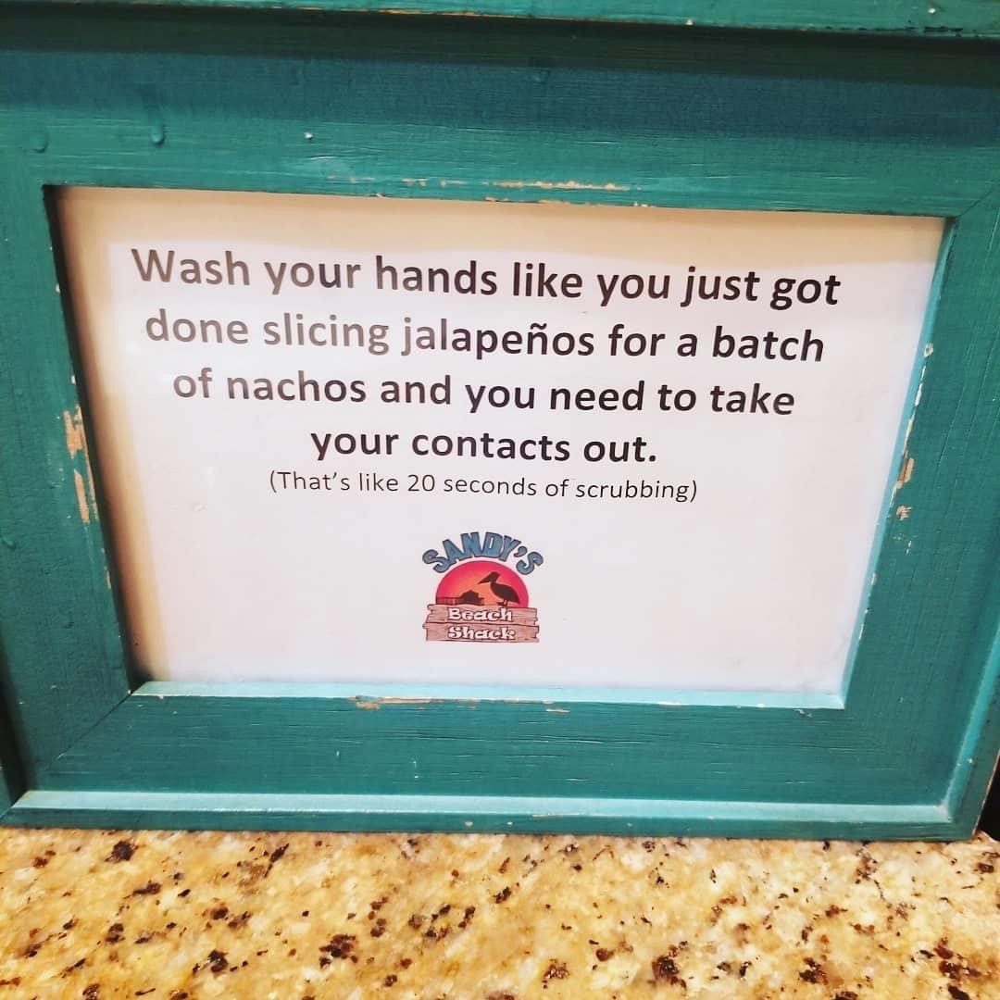 Wash your hands like you just got
done slicing jalapeños for a batch
of nachos and you need to take
your contacts out.
(That's like 20 seconds of scrubbing)
SANDY'S
Beach
Shack